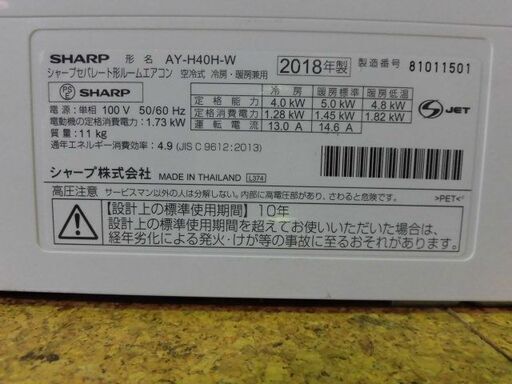 SHARP 形名 AY-H40H-W 2018年製 製造番号 81011501
シャープセパレート形ルームエアコン 空冷式 冷房・暖房兼用
PS E SHARP
冷房 暖房標準 暖房低温
定格能力 4.0 kW 5.0 kW 4.8 kW
定格消費電力 1.28 kW 1.45 kW 1.82 kW
運転電流 13.0 A 14.6 A
S JET
電源:単相 100 V 50/60 Hz
電動機の定格消費電力:1.73 kW
質量:11 kg
通年エネルギー消費効率:4.9 (JIS C 9612:2013)
シャープ株式会社 MADE IN THAILAND L374
高圧注意 サービスマン以外の人は分解しない。内部に高電圧部があり、さわると危険です。 >PET<
【設計上の標準使用期間】10年
設計上の標準使用期間を超えてお使いいただいた場合は、
経年劣化による発火・けが等の事故に至るおそれがあります。